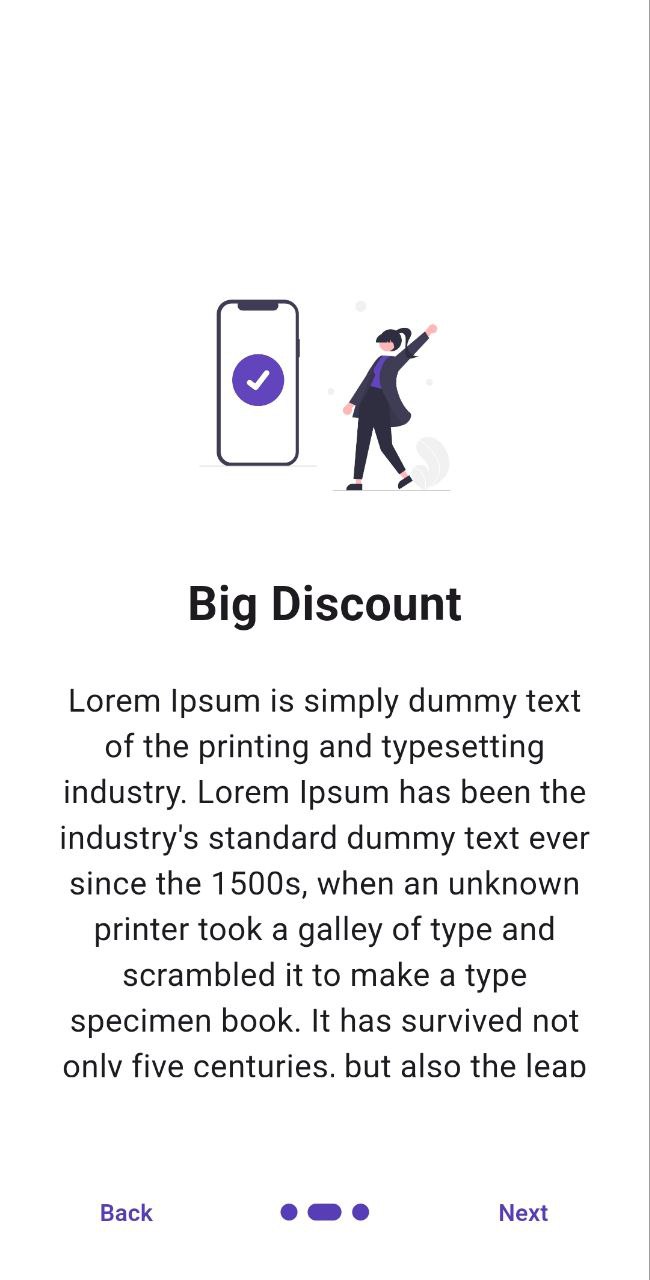 Big Discount
Lorem Ipsum is simply dummy text
of the printing and typesetting
industry. Lorem Ipsum has been the
industry's standard dummy text ever
since the 1500s, when an unknown
printer took a galley of type and
scrambled it to make a type
specimen book. It has survived not
only five centuries, but also the leap
Back
Next